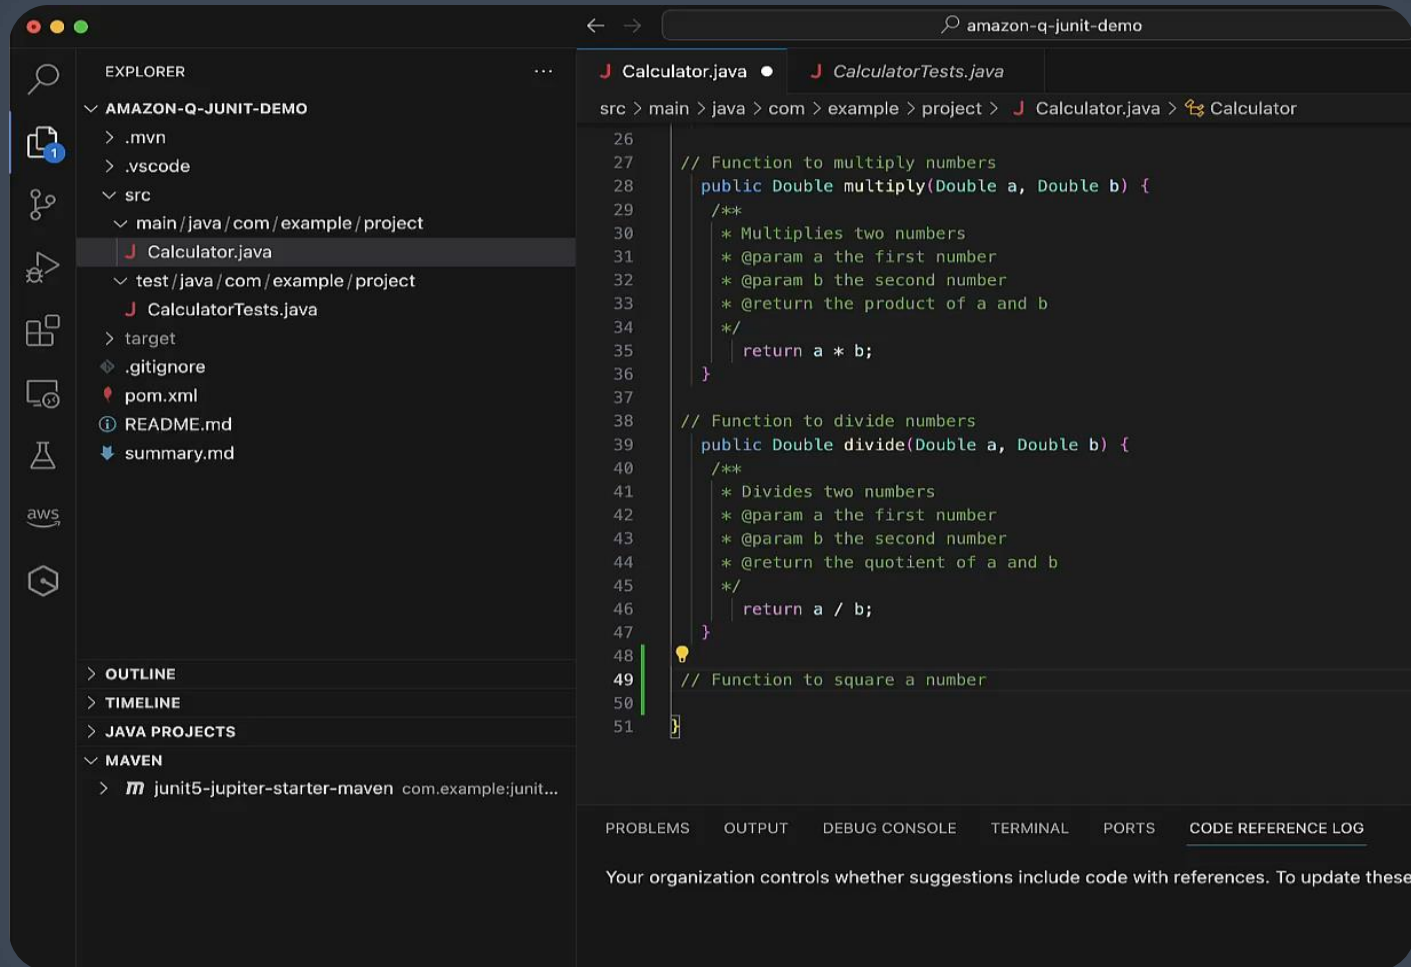 amazon-q-junit-demo
EXPLORER
...
AMAZON-Q-JUNIT-DEMO
.mvn
.vscode
src
main/java/com/example/project
Calculator.java
test/java/com/example/project
CalculatorTests.java
target
.gitignore
pom.xml
README.md
summary.md
1
aws
OUTLINE
TIMELINE
JAVA PROJECTS
MAVEN
junit5-jupiter-starter-maven com.example:junit...
Calculator.java CalculatorTests.java
src > main > java > com > example > project > Calculator.java > Calculator
26
27 // Function to multiply numbers
28 public Double multiply(Double a, Double b) {
29 /**
30 * Multiplies two numbers
31 * @param a the first number
32 * @param b the second number
33 * @return the product of a and b
34 */
35 return a * b;
36 }
37
38 // Function to divide numbers
39 public Double divide(Double a, Double b) {
40 /**
41 * Divides two numbers
42 * @param a the first number
43 * @param b the second number
44 * @return the quotient of a and b
45 */
46 return a / b;
47 }
48
49 // Function to square a number
50
51 }
PROBLEMS OUTPUT DEBUG CONSOLE TERMINAL PORTS CODE REFERENCE LOG
Your organization controls whether suggestions include code with references. To update these